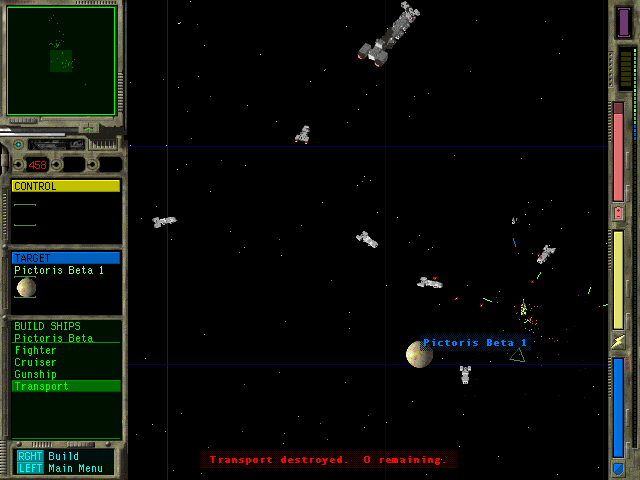 458
CONTROL
TARGET
Pictoris Beta 1
BUILD SHIPS
Pictoris Beta
Fighter
Cruiser
Gunship
Transport
RGHT Build
LEFT Main Menu
Pictoris Beta 1
Transport destroyed. 0 remaining.